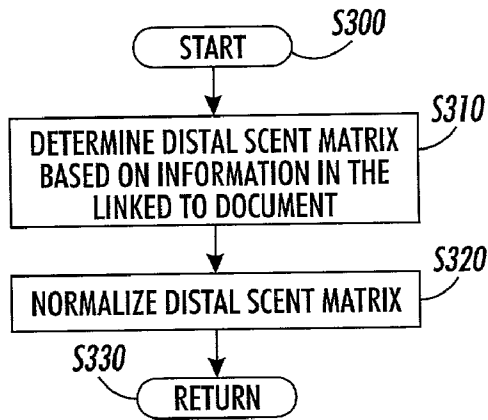 START
S300
S310
DETERMINE DISTAL SCENT MATRIX
BASED ON INFORMATION IN THE
LINKED TO DOCUMENT
S320
NORMALIZE DISTAL SCENT MATRIX
S330
RETURN